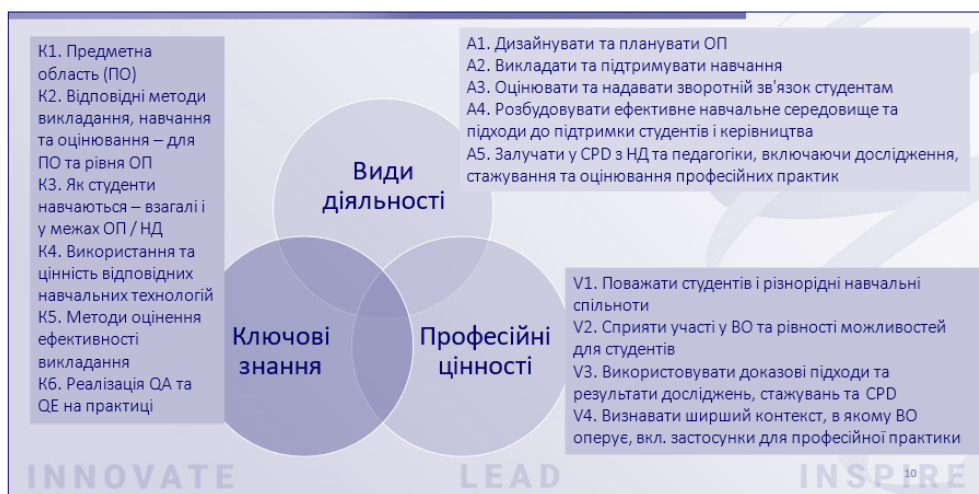 К1. Предметна
область (ПО)
К2. Відповідні методи
викладання, навчання
та оцінювання – для
ПО та рівня ОП
К3. Як студенти
навчаються – взагалі і
у межах ОП / НД
К4. Використання та
цінність відповідних
навчальних технологій
К5. Методи оцінення
ефективності
викладання
К6. Реалізація QA та
QE на практиці
A1. Дизайнувати та планувати ОП
A2. Викладати та підтримувати навчання
A3. Оцінювати та надавати зворотній зв'язок студентам
A4. Розбудовувати ефективне навчальне середовище та
підходи до підтримки студентів і керівництва
A5. Залучати у CPD з НД та педагогіки, включаючи дослідження,
стажування та оцінювання професійних практик
Види
діяльності
Ключові
знання
Професійні
цінності
V1. Поважати студентів і різнорідні навчальні
спільноти
V2. Сприяти участі у ВО та рівності можливостей
для студентів
V3. Використовувати доказові підходи та
результати досліджень, стажувань та CPD
V4. Визнавати ширший контекст, в якому ВО
оперує, вкл. застосунки для професійної практики
INNOVATE LEAD INSPIRE
10